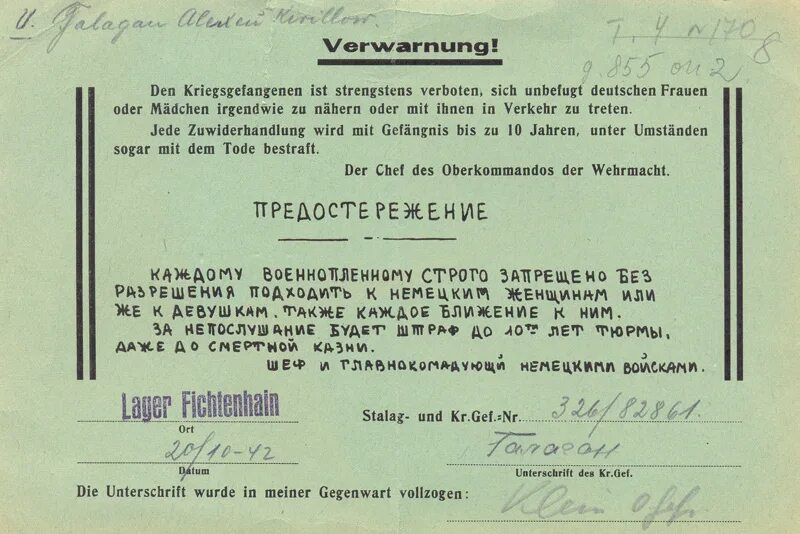 U. Galagan Alexei Kirillow.
T. 4 N 170
8
д. 855 оп 2
Verwarnung!
Den Kriegsgefangenen ist strengstens verboten, sich unbefugt deutschen Frauen
oder Mädchen irgendwie zu nähern oder mit ihnen in Verkehr zu treten.
Jede Zuwiderhandlung wird mit Gefängnis bis zu 10 Jahren, unter Umständen
sogar mit dem Tode bestraft.
Der Chef des Oberkommandos der Wehrmacht.
ПРЕДОСТЕРЕЖЕНИЕ
КАЖДОМУ ВОЕННОПЛЕННОМУ СТРОГО ЗАПРЕЩЕНО БЕЗ
РАЗРЕШЕНИЯ ПОДХОДИТЬ К НЕМЕЦКИМ ЖЕНЩИНАМ ИЛИ
ЖЕ К ДЕВУШКАМ. ТАКЖЕ КАЖДОЕ БЛИЖЕНИЕ К НИМ.
ЗА НЕПОСЛУШАНИЕ БУДЕТ ШТРАФ ДО 10ТИ ЛЕТ ТЮРМЫ,
ДАЖЕ ДО СМЕРТНОЙ КАЗНИ.
ШЕФ И ГЛАВНОКОМАДУЮЩЙ НЕМЕЦКИМИ ВОЙСКАМИ.
Lager Fichtenhain
Stalag- und Kr.Gef.-Nr. 326/82861.
Ort
20/10-42
Галаган
Datum
Unterschrift des Kr.Gef.
Die Unterschrift wurde in meiner Gegenwart vollzogen:
Klein